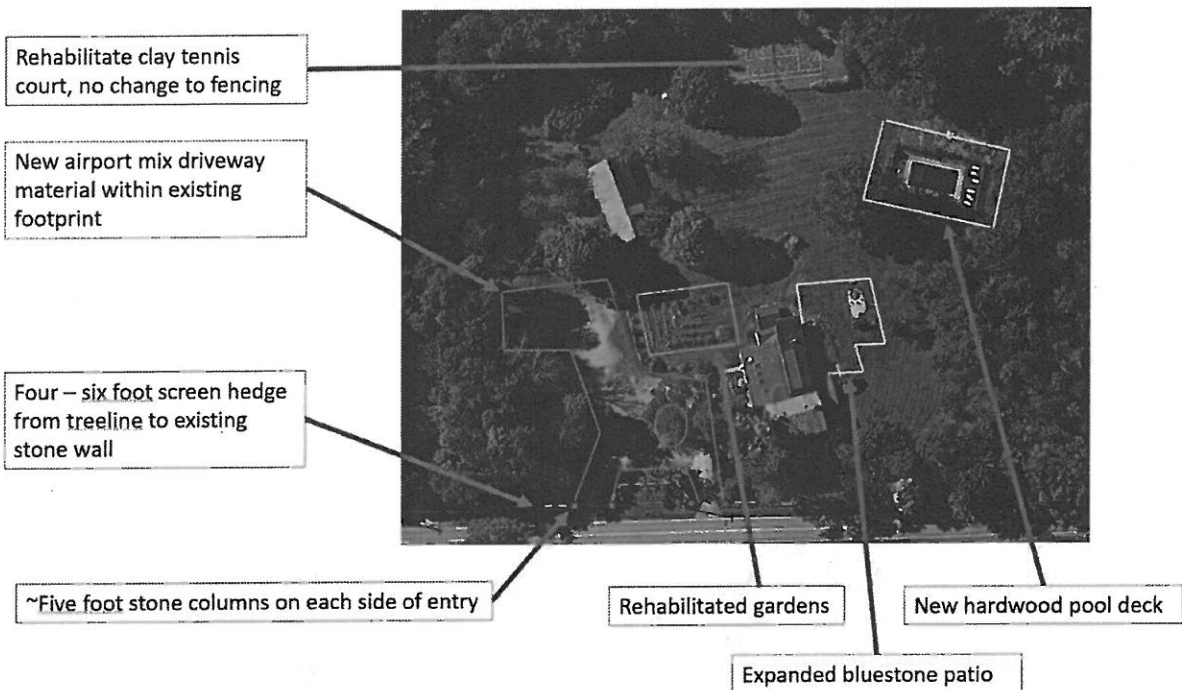 Rehabilitate clay tennis
court, no change to fencing
New airport mix driveway
material within existing
footprint
Four – six foot screen hedge
from treeline to existing
stone wall
~Five foot stone columns on each side of entry
Rehabilitated gardens
New hardwood pool deck
Expanded bluestone patio